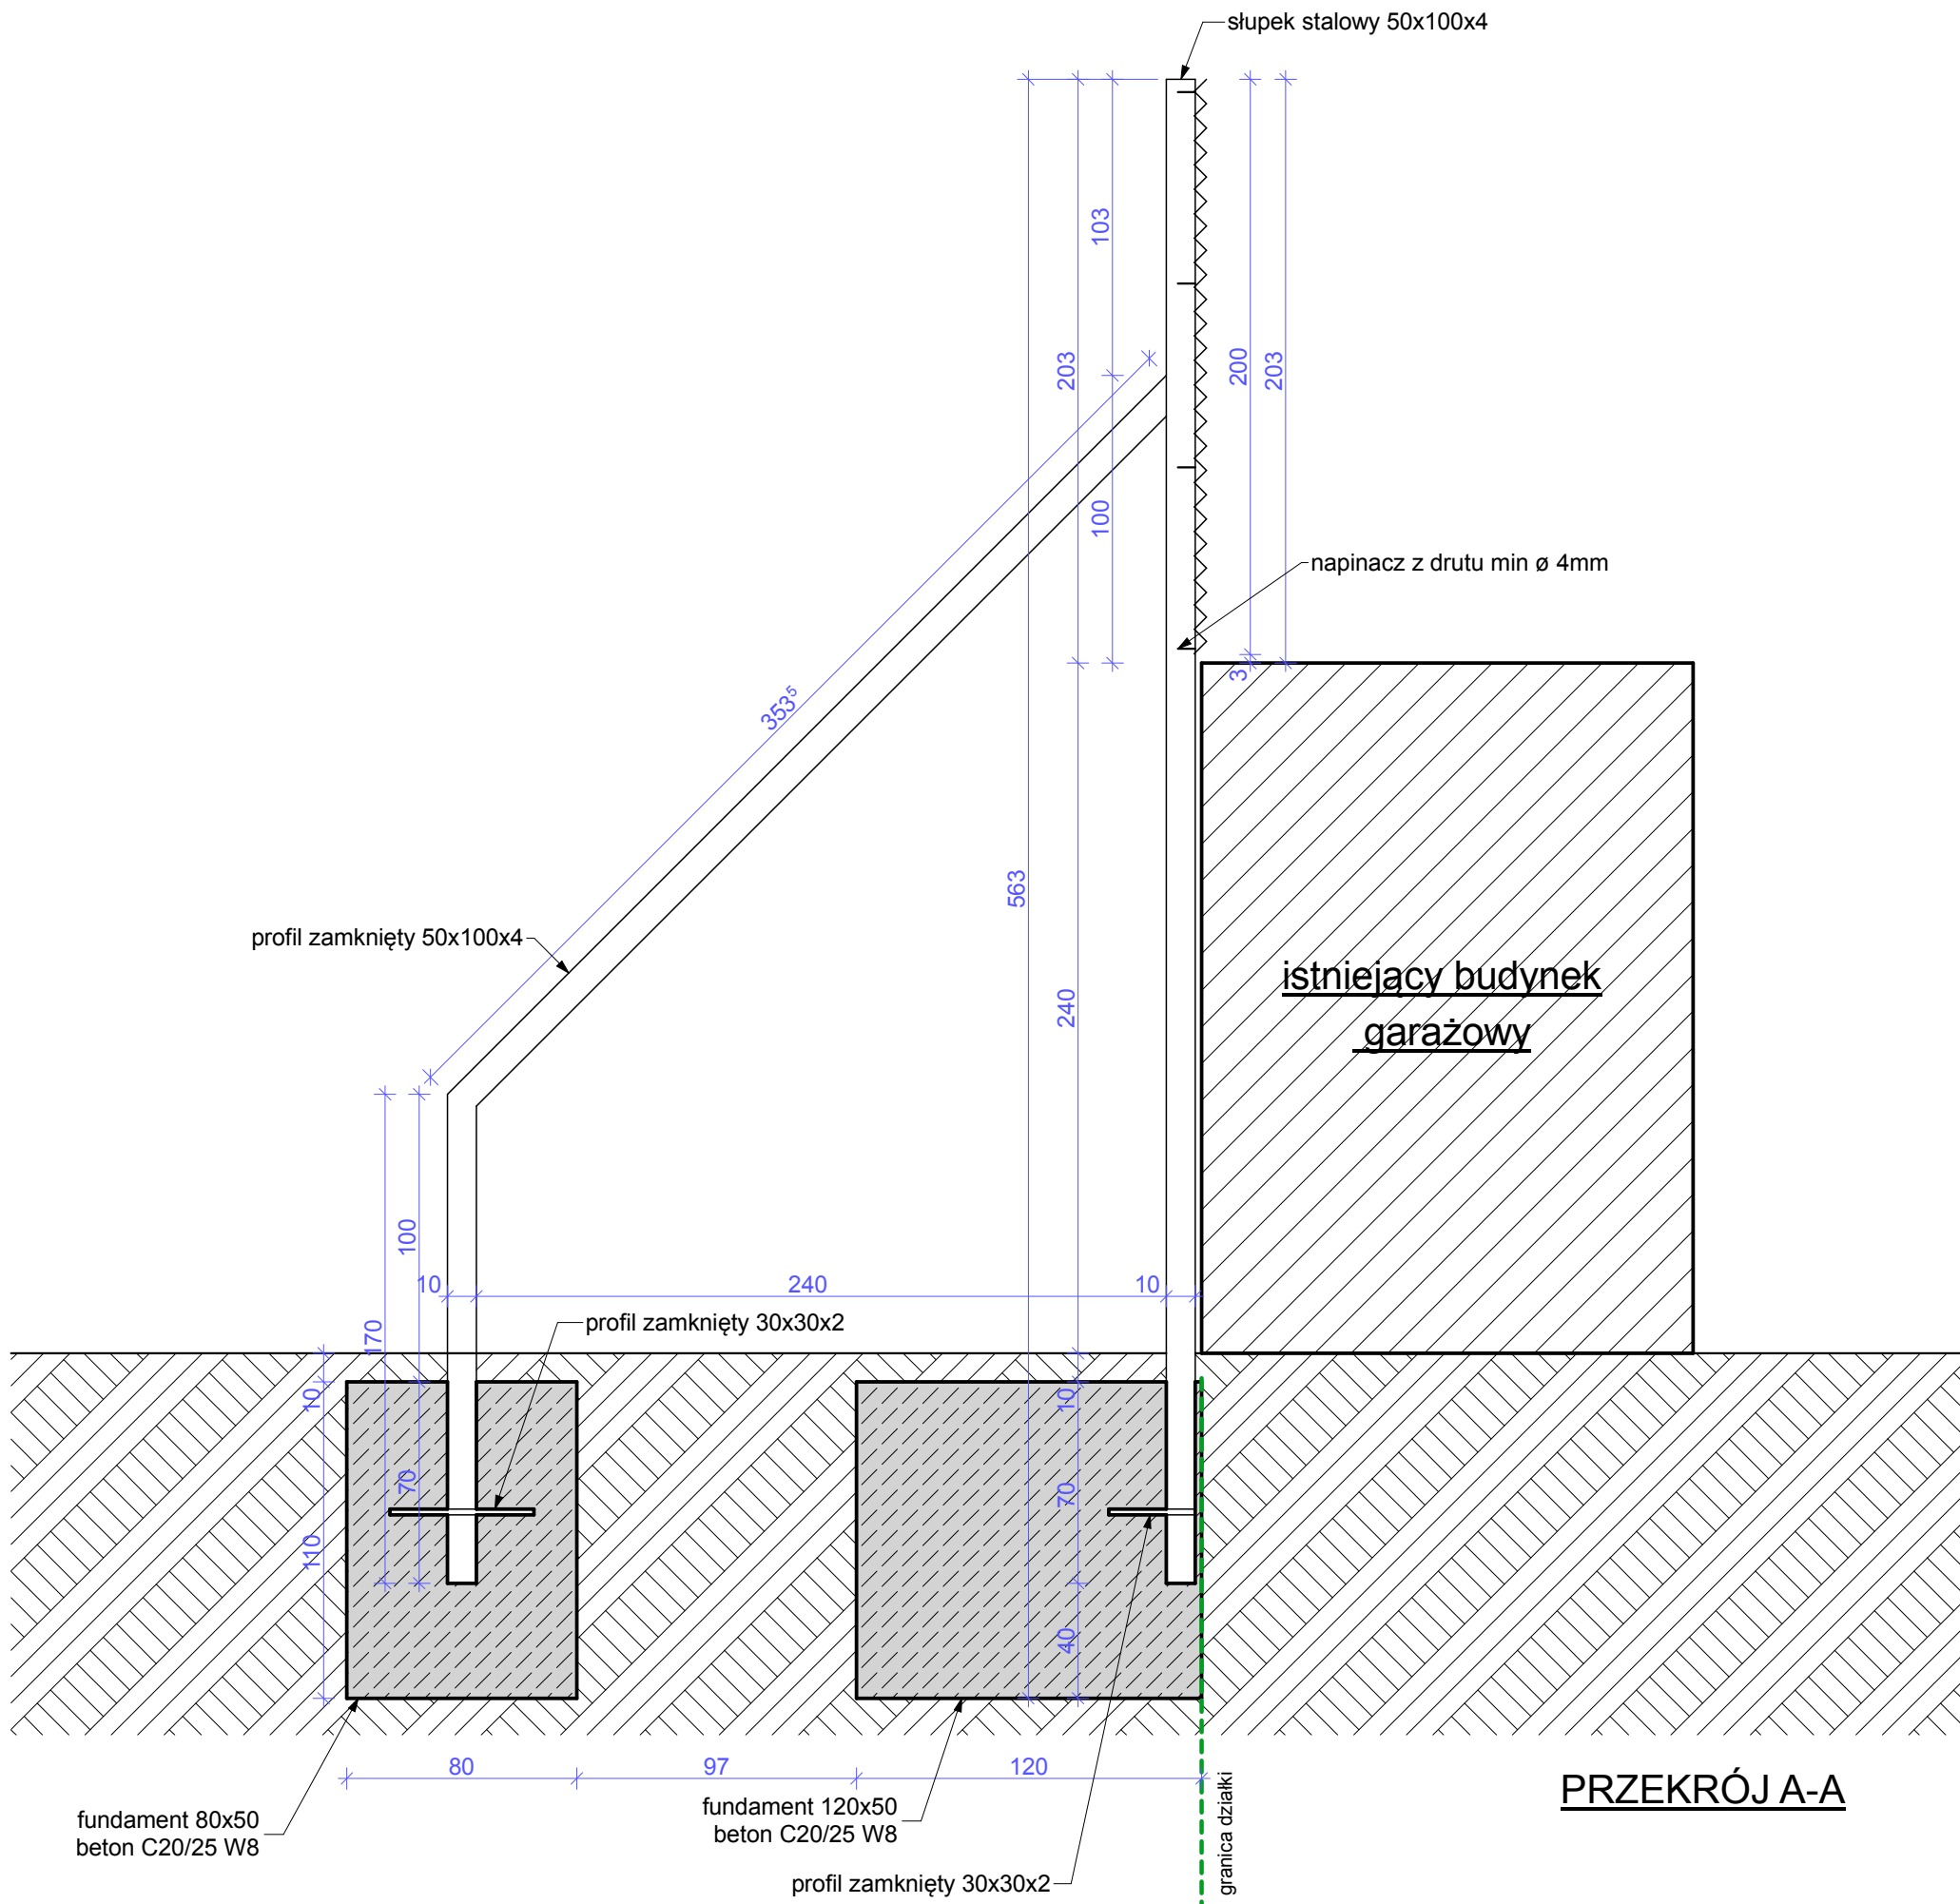 słupek stalowy 50x100x4
103
203
200
203
100
napinacz z drutu min ø 4mm
3
353⁵
563
profil zamknięty 50x100x4
240
istniejący budynek
garażowy
100
170
10
240
10
profil zamknięty 30x30x2
10
10
70
70
110
40
80
97
120
PRZEKRÓJ A-A
fundament 80x50
beton C20/25 W8
fundament 120x50
beton C20/25 W8
granica działki
profil zamknięty 30x30x2